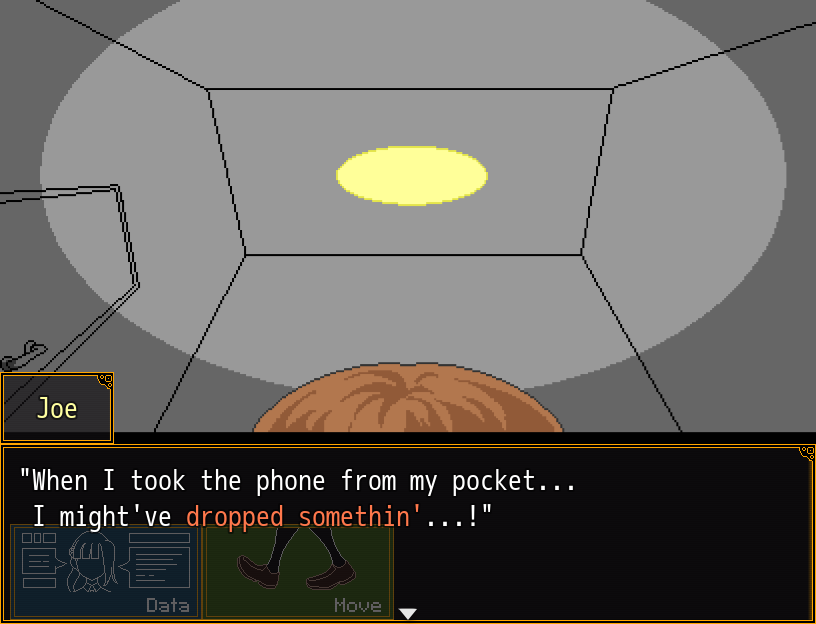 Joe
"When I took the phone from my pocket...
I might've dropped somethin'...!"
Data
Move